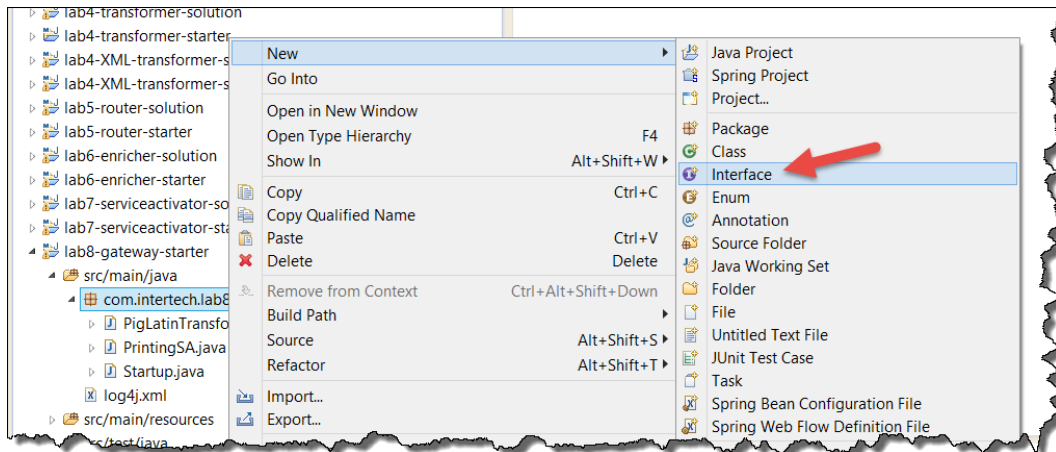 lab4-transformer-solution
lab4-transformer-starter
lab4-XML-transformer-s
lab4-XML-transformer-s
lab5-router-solution
lab5-router-starter
lab6-enricher-solution
lab6-enricher-starter
lab7-serviceactivator-so
lab7-serviceactivator-sta
lab8-gateway-starter
src/main/java
com.intertech.lab8
PigLatinTransfo
PrintingSA.java
Startup.java
log4j.xml
src/main/resources
src/test/java
New
Go Into
Open in New Window
Open Type Hierarchy F4
Show In Alt+Shift+W
Copy Ctrl+C
Copy Qualified Name
Paste Ctrl+V
Delete Delete
Remove from Context Ctrl+Alt+Shift+Down
Build Path
Source Alt+Shift+S
Refactor Alt+Shift+T
Import...
Export...
Java Project
Spring Project
Project...
Package
Class
Interface
Enum
Annotation
Source Folder
Java Working Set
Folder
File
Untitled Text File
JUnit Test Case
Task
Spring Bean Configuration File
Spring Web Flow Definition File